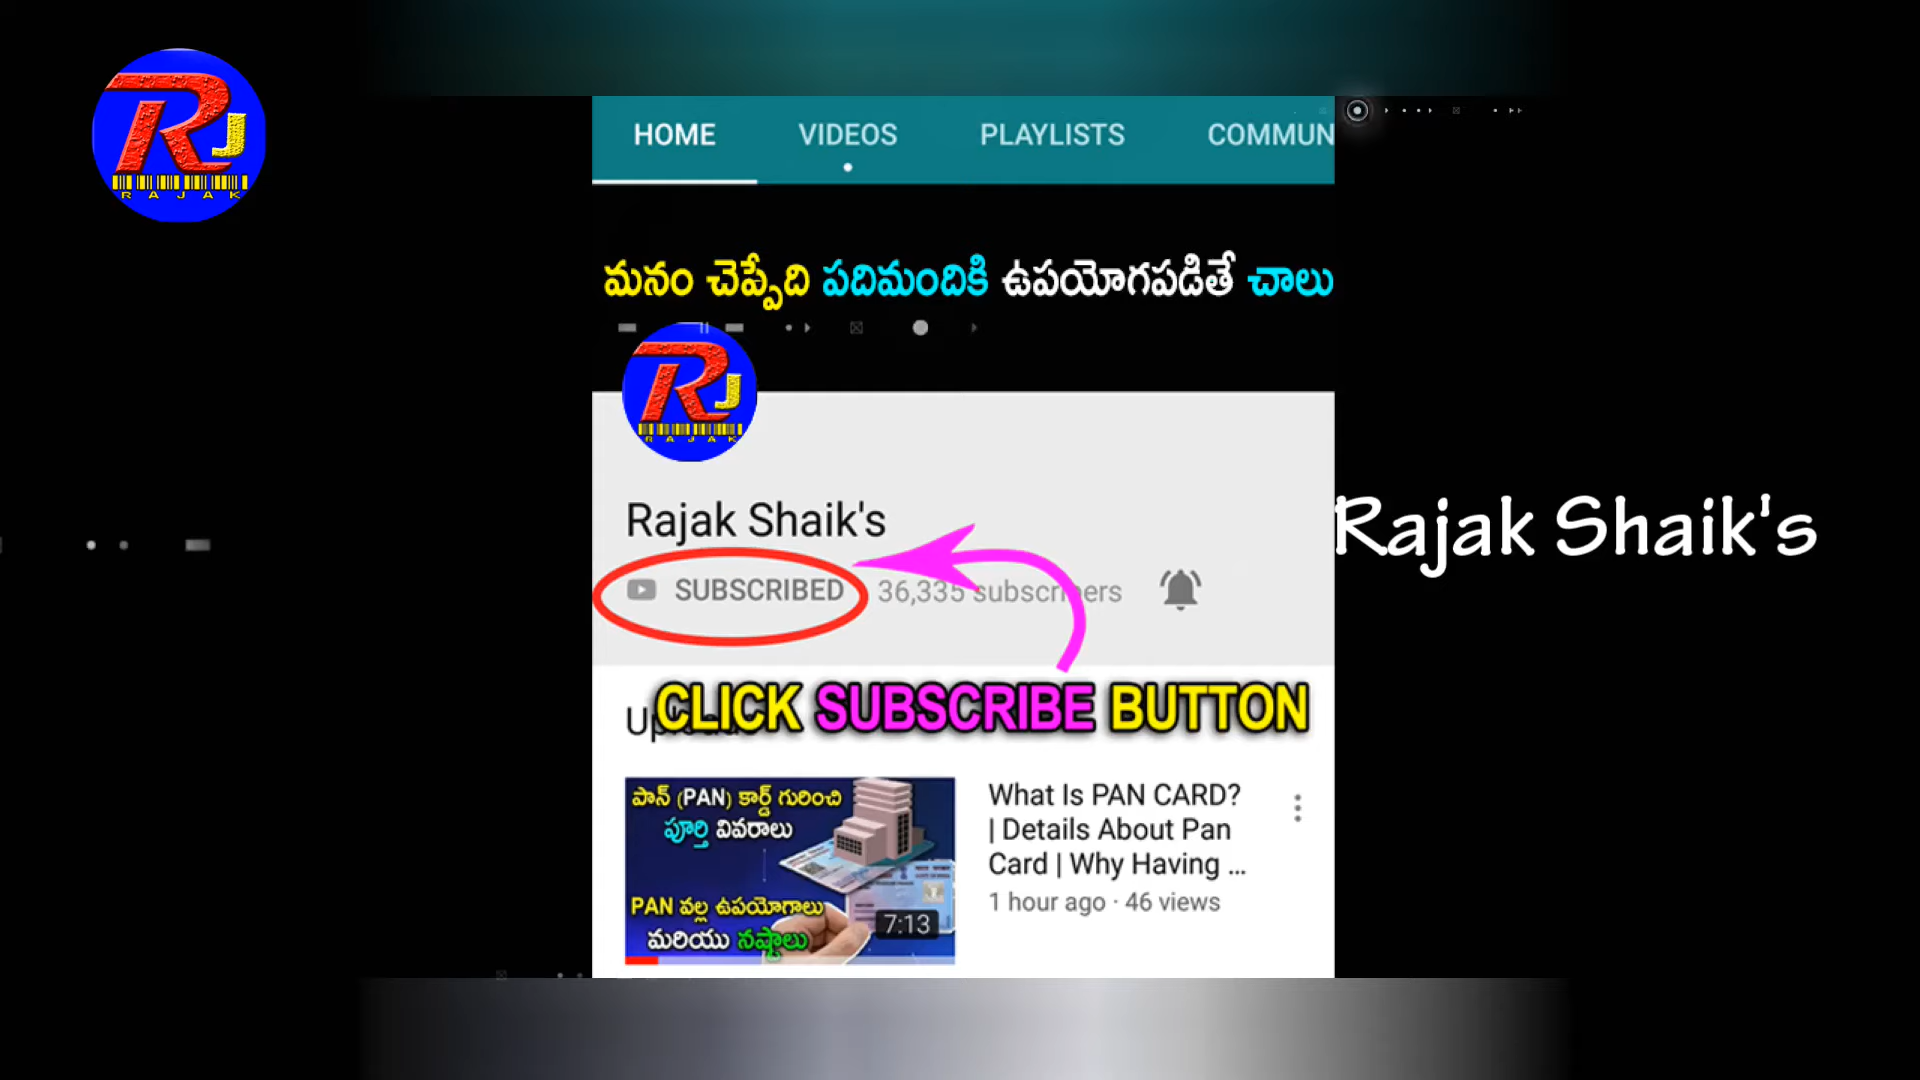 RJ
RAJAK
HOME VIDEOS PLAYLISTS COMMUN
మనం చెప్పేది పదిమందికి ఉపయోగపడితే చాలు
RJ
RAJAK
Rajak Shaik's
Rajak Shaik's
SUBSCRIBED 36,335 subscribers
CLICK SUBSCRIBE BUTTON
పాన్ (PAN) కార్డ్ గురించి
పూర్తి వివరాలు
PAN వల్ల ఉపయోగాలు
మరియు నష్టాలు
7:13
What Is PAN CARD?
| Details About Pan
Card | Why Having ...
1 hour ago · 46 views